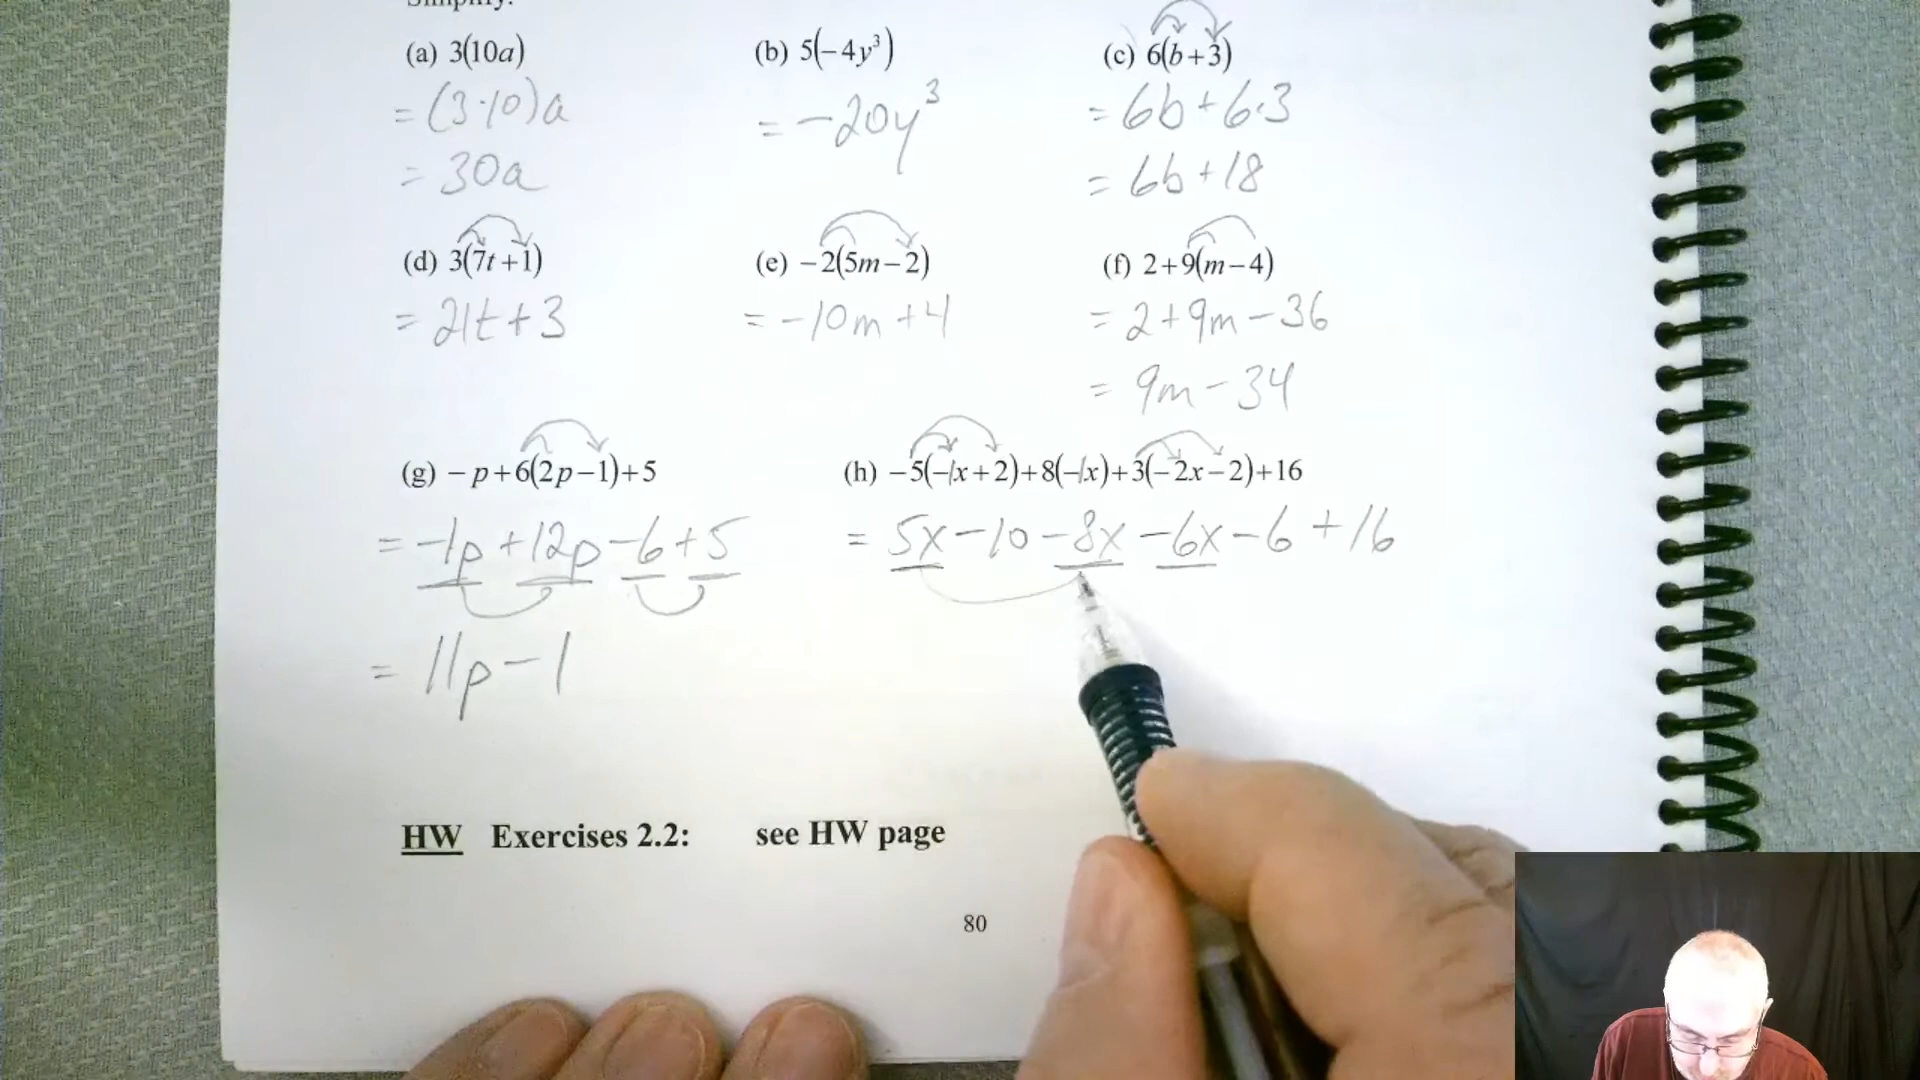 Simplify:
(a) 3(10a)
(b) 5(−4y³)
(c) 6(b+3)
= (3·10)a
= −20y³
= 6b+6·3
= 30a
= 6b+18
(d) 3(7t+1)
(e) −2(5m−2)
(f) 2+9(m−4)
= 21t+3
= −10m+4
= 2+9m−36
= 9m−34
(g) −p+6(2p−1)+5
(h) −5(−1x+2)+8(−1x)+3(−2x−2)+16
= −1p+12p−6+5
= 5x−10−8x−6x−6+16
= 11p−1
HW Exercises 2.2: see HW page
80